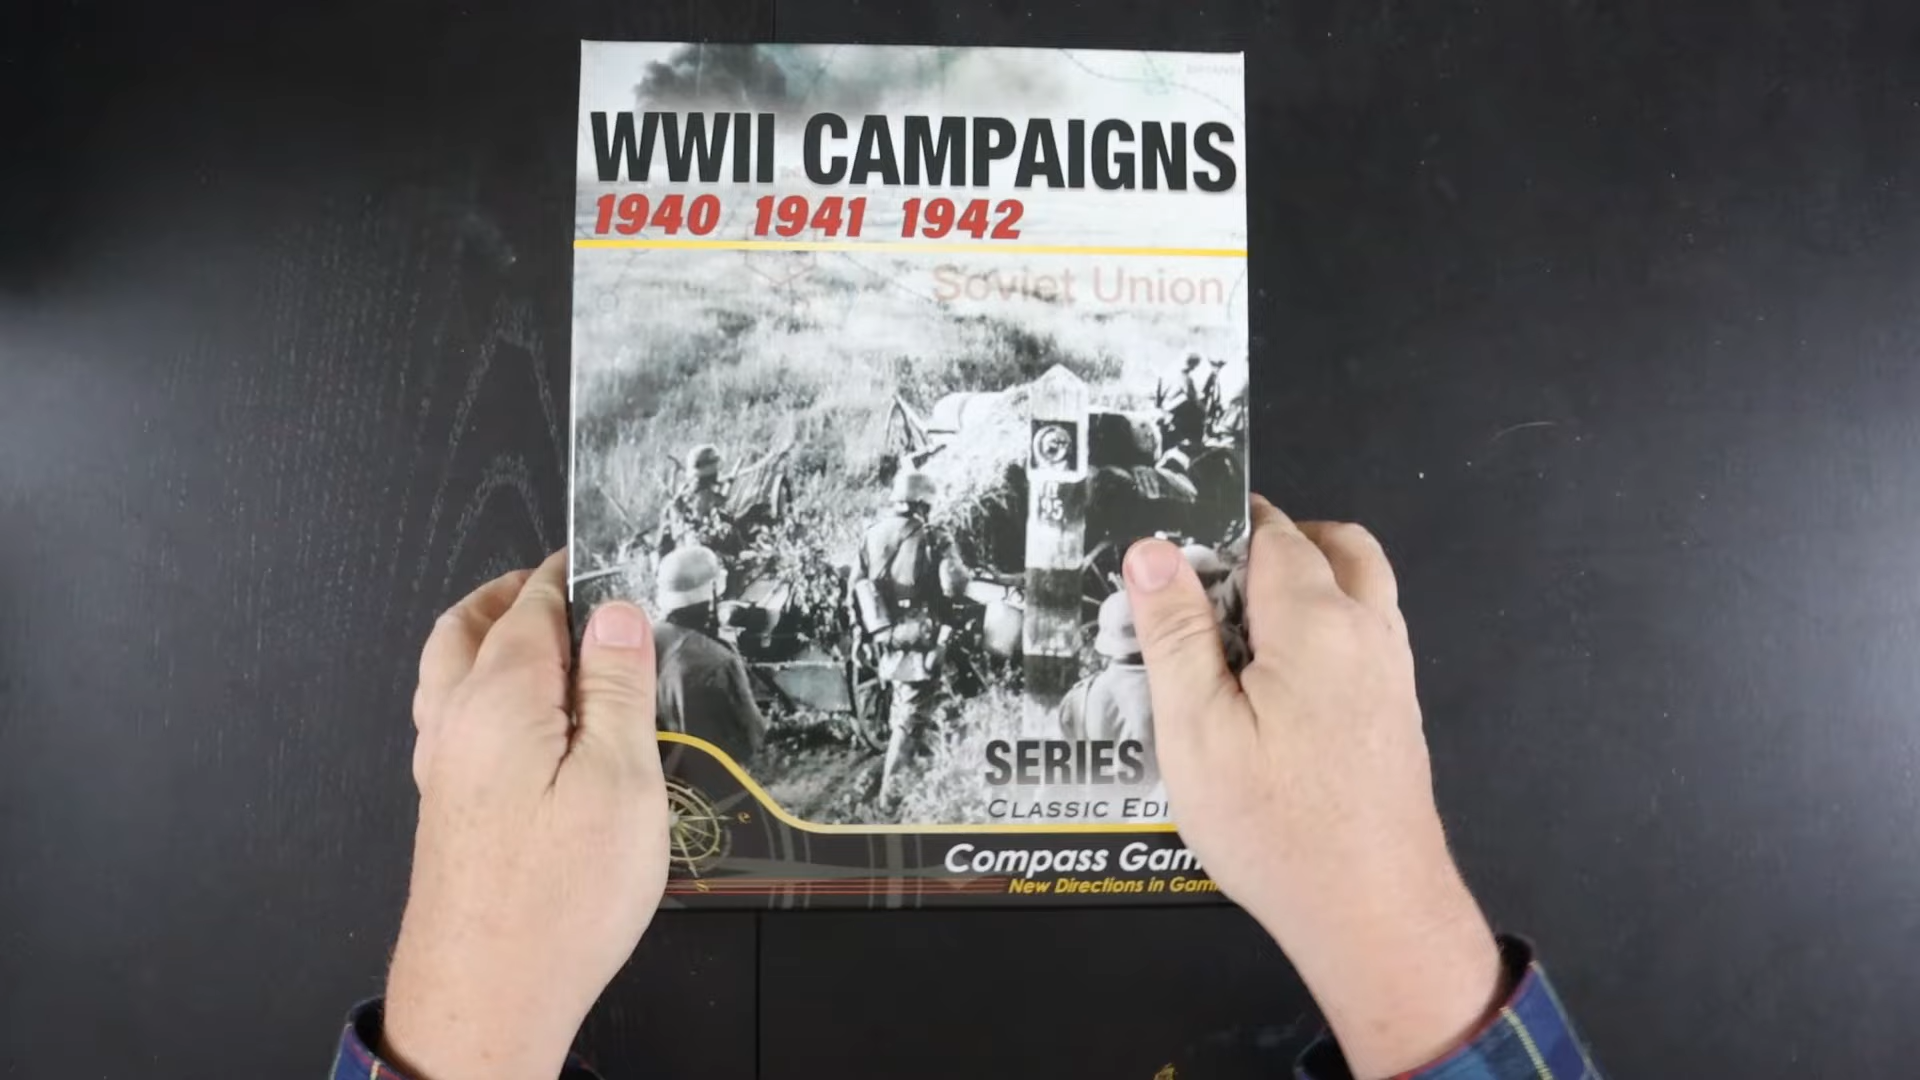 WWII CAMPAIGNS
1940 1941 1942
Soviet Union
SERIES
CLASSIC EDI
Compass Gam
New Directions in Gam